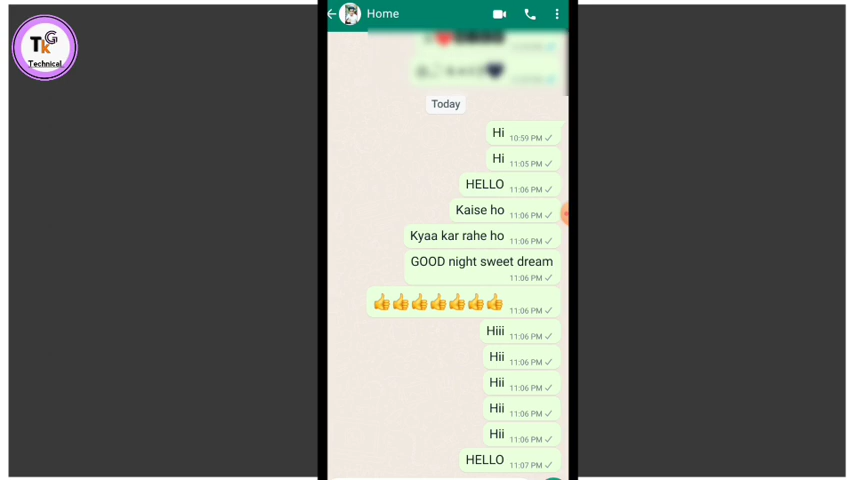 TkG
Technical
Home
Today
Hi 10:59 PM
Hi 11:05 PM
HELLO 11:06 PM
Kaise ho 11:06 PM
Kyaa kar rahe ho 11:06 PM
GOOD night sweet dream
11:06 PM
👍👍👍👍👍👍👍 11:06 PM
Hiii 11:06 PM
Hii 11:06 PM
Hii 11:06 PM
Hii 11:06 PM
Hii 11:06 PM
HELLO 11:07 PM